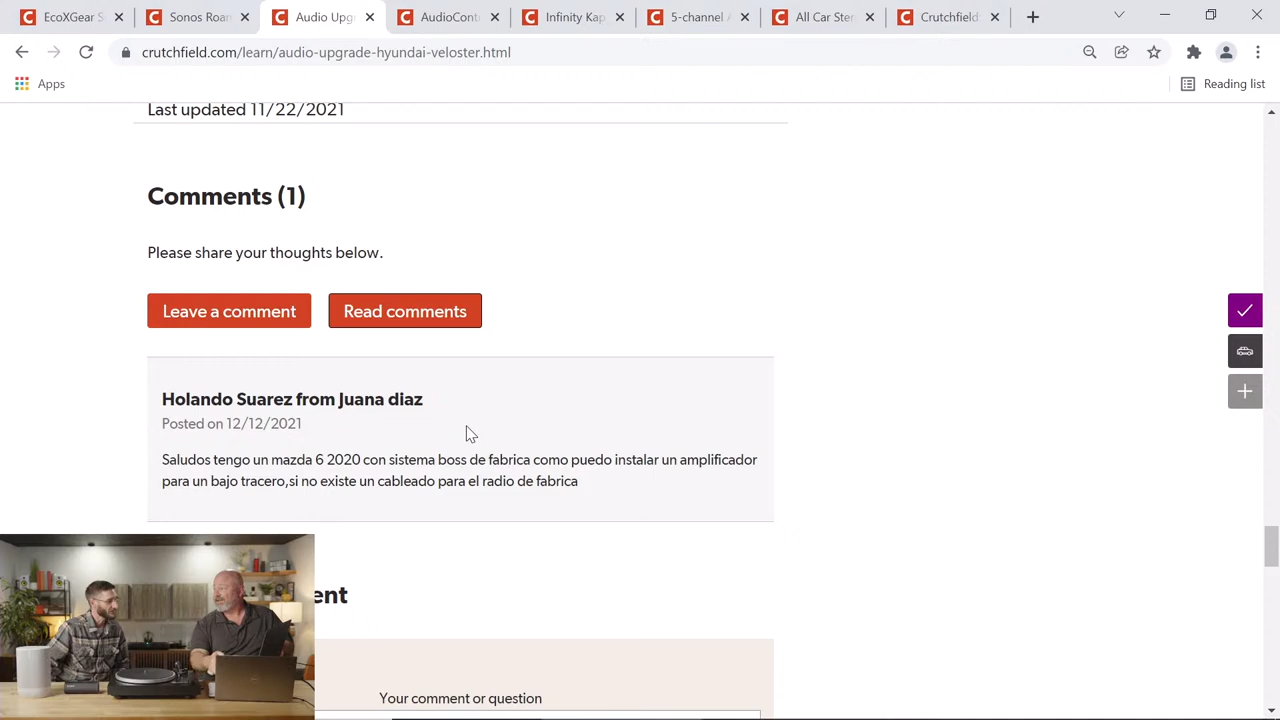 EcoXGear S
Sonos Roam
Audio Upg
AudioCont
Infinity Kap
5-channel A
All Car Ster
Crutchfield:
crutchfield.com/learn/audio-upgrade-hyundai-veloster.html
Apps
Reading list
Last updated 11/22/2021
Comments (1)
Please share your thoughts below.
Leave a comment
Read comments
Holando Suarez from Juana diaz
Posted on 12/12/2021
Saludos tengo un mazda 6 2020 con sistema boss de fabrica como puedo instalar un amplificador
para un bajo tracero,si no existe un cableado para el radio de fabrica
ent
Your comment or question